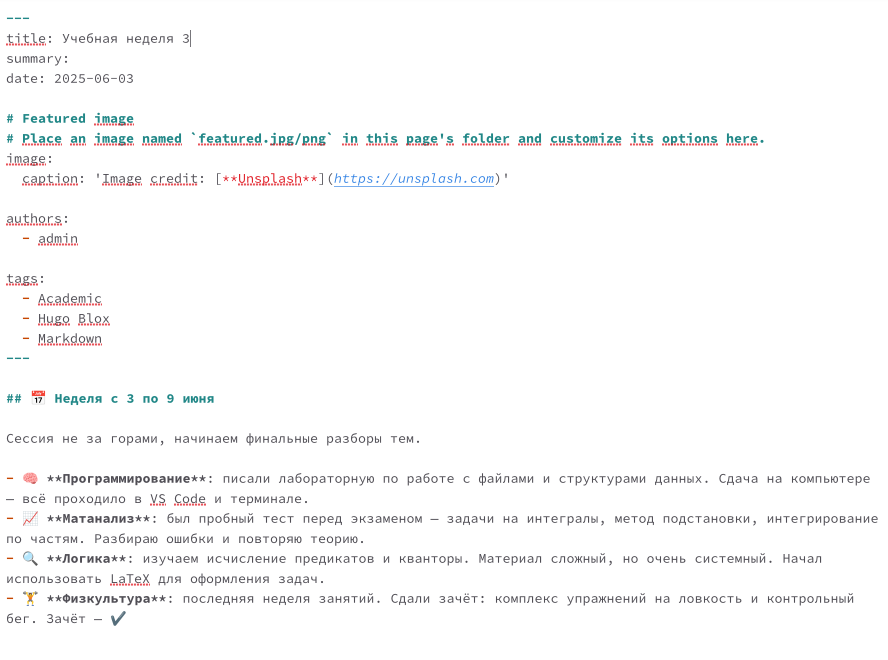 ---
title: Учебная неделя 3
summary:
date: 2025-06-03

# Featured image
# Place an image named `featured.jpg/png` in this page's folder and customize its options here.
image:
  caption: 'Image credit: [**Unsplash**](https://unsplash.com)'

authors:
  - admin

tags:
  - Academic
  - Hugo Blox
  - Markdown
---

## 📅 Неделя с 3 по 9 июня

Сессия не за горами, начинаем финальные разборы тем.

- 🧠 **Программирование**: писали лабораторную по работе с файлами и структурами данных. Сдача на компьютере
— всё проходило в VS Code и терминале.
- 📈 **Матанализ**: был пробный тест перед экзаменом — задачи на интегралы, метод подстановки, интегрирование
по частям. Разбираю ошибки и повторяю теорию.
- 🔍 **Логика**: изучаем исчисление предикатов и кванторы. Материал сложный, но очень системный. Начал
использовать LaTeX для оформления задач.
- 🏋️ **Физкультура**: последняя неделя занятий. Сдали зачёт: комплекс упражнений на ловкость и контрольный
бег. Зачёт — ✔️